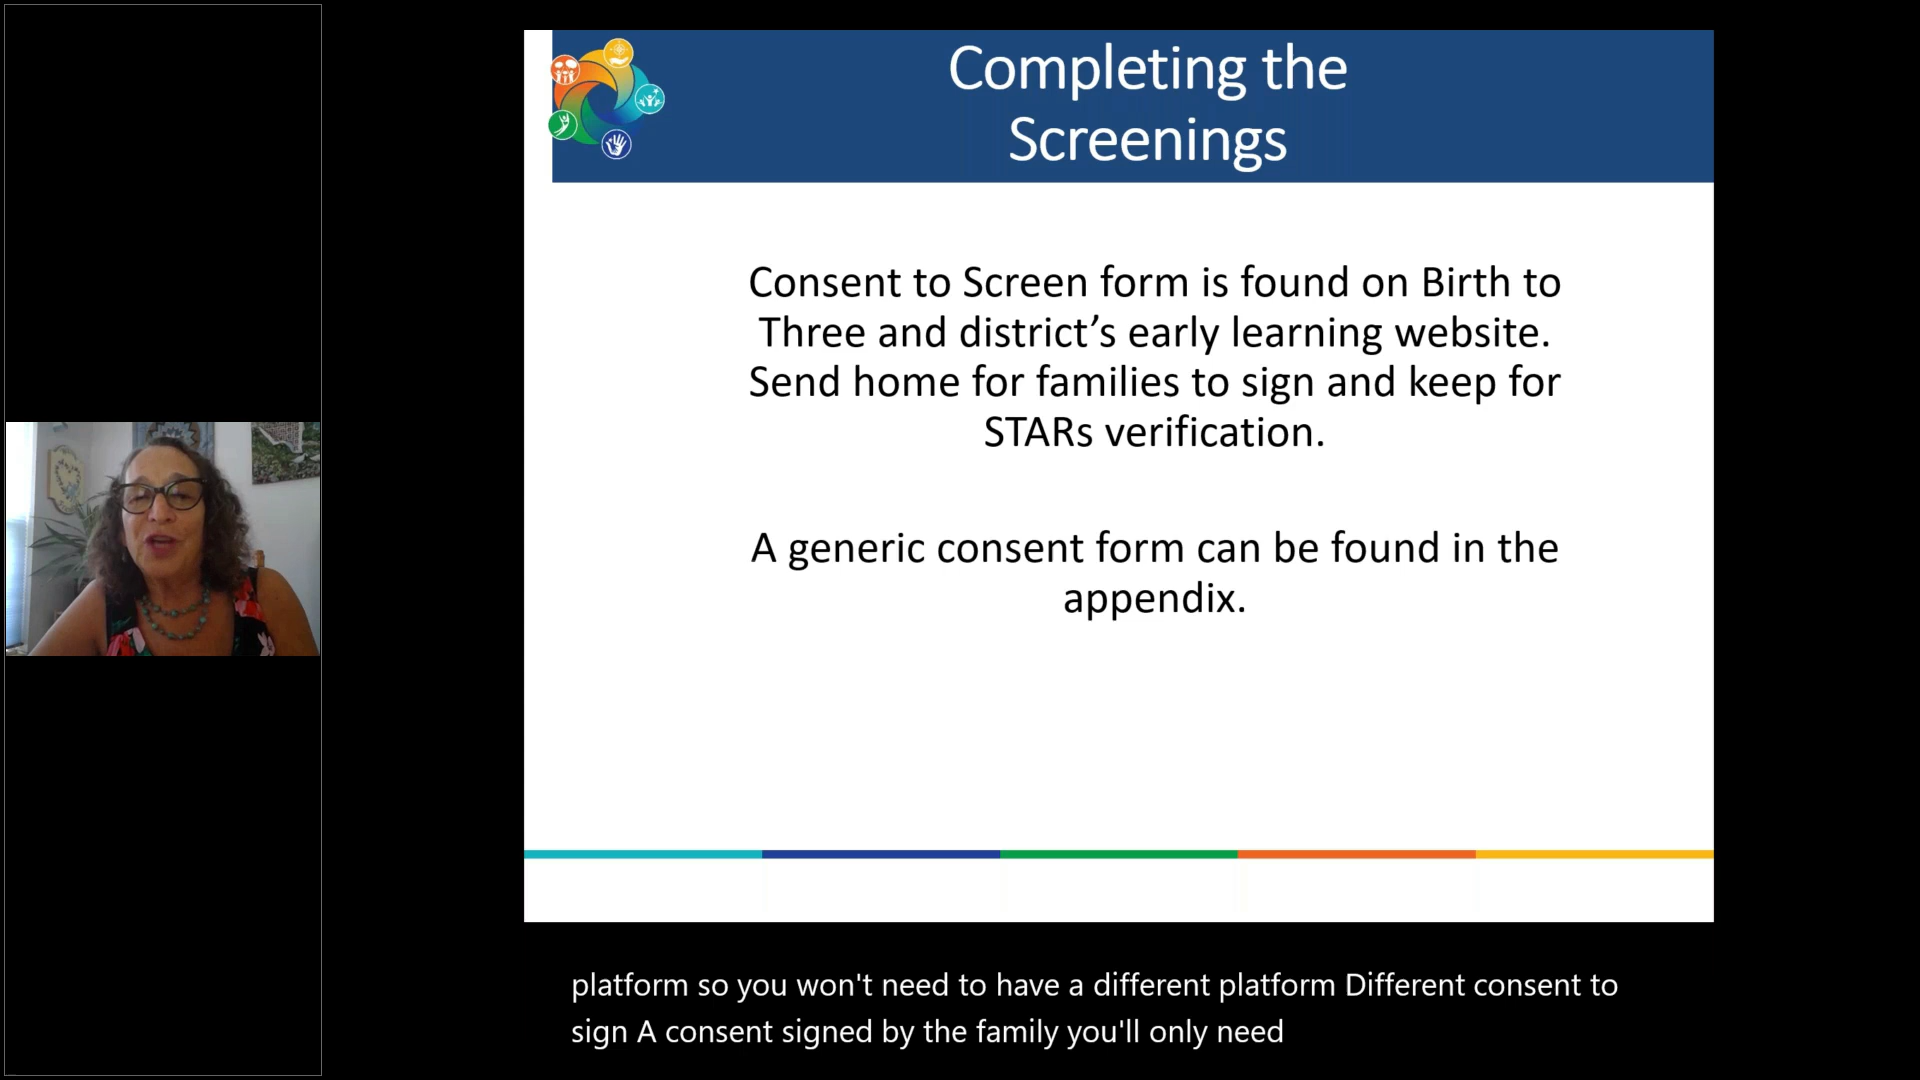 Completing the
Screenings
Consent to Screen form is found on Birth to
Three and district’s early learning website.
Send home for families to sign and keep for
STARs verification.
A generic consent form can be found in the
appendix.
platform so you won't need to have a different platform Different consent to
sign A consent signed by the family you'll only need